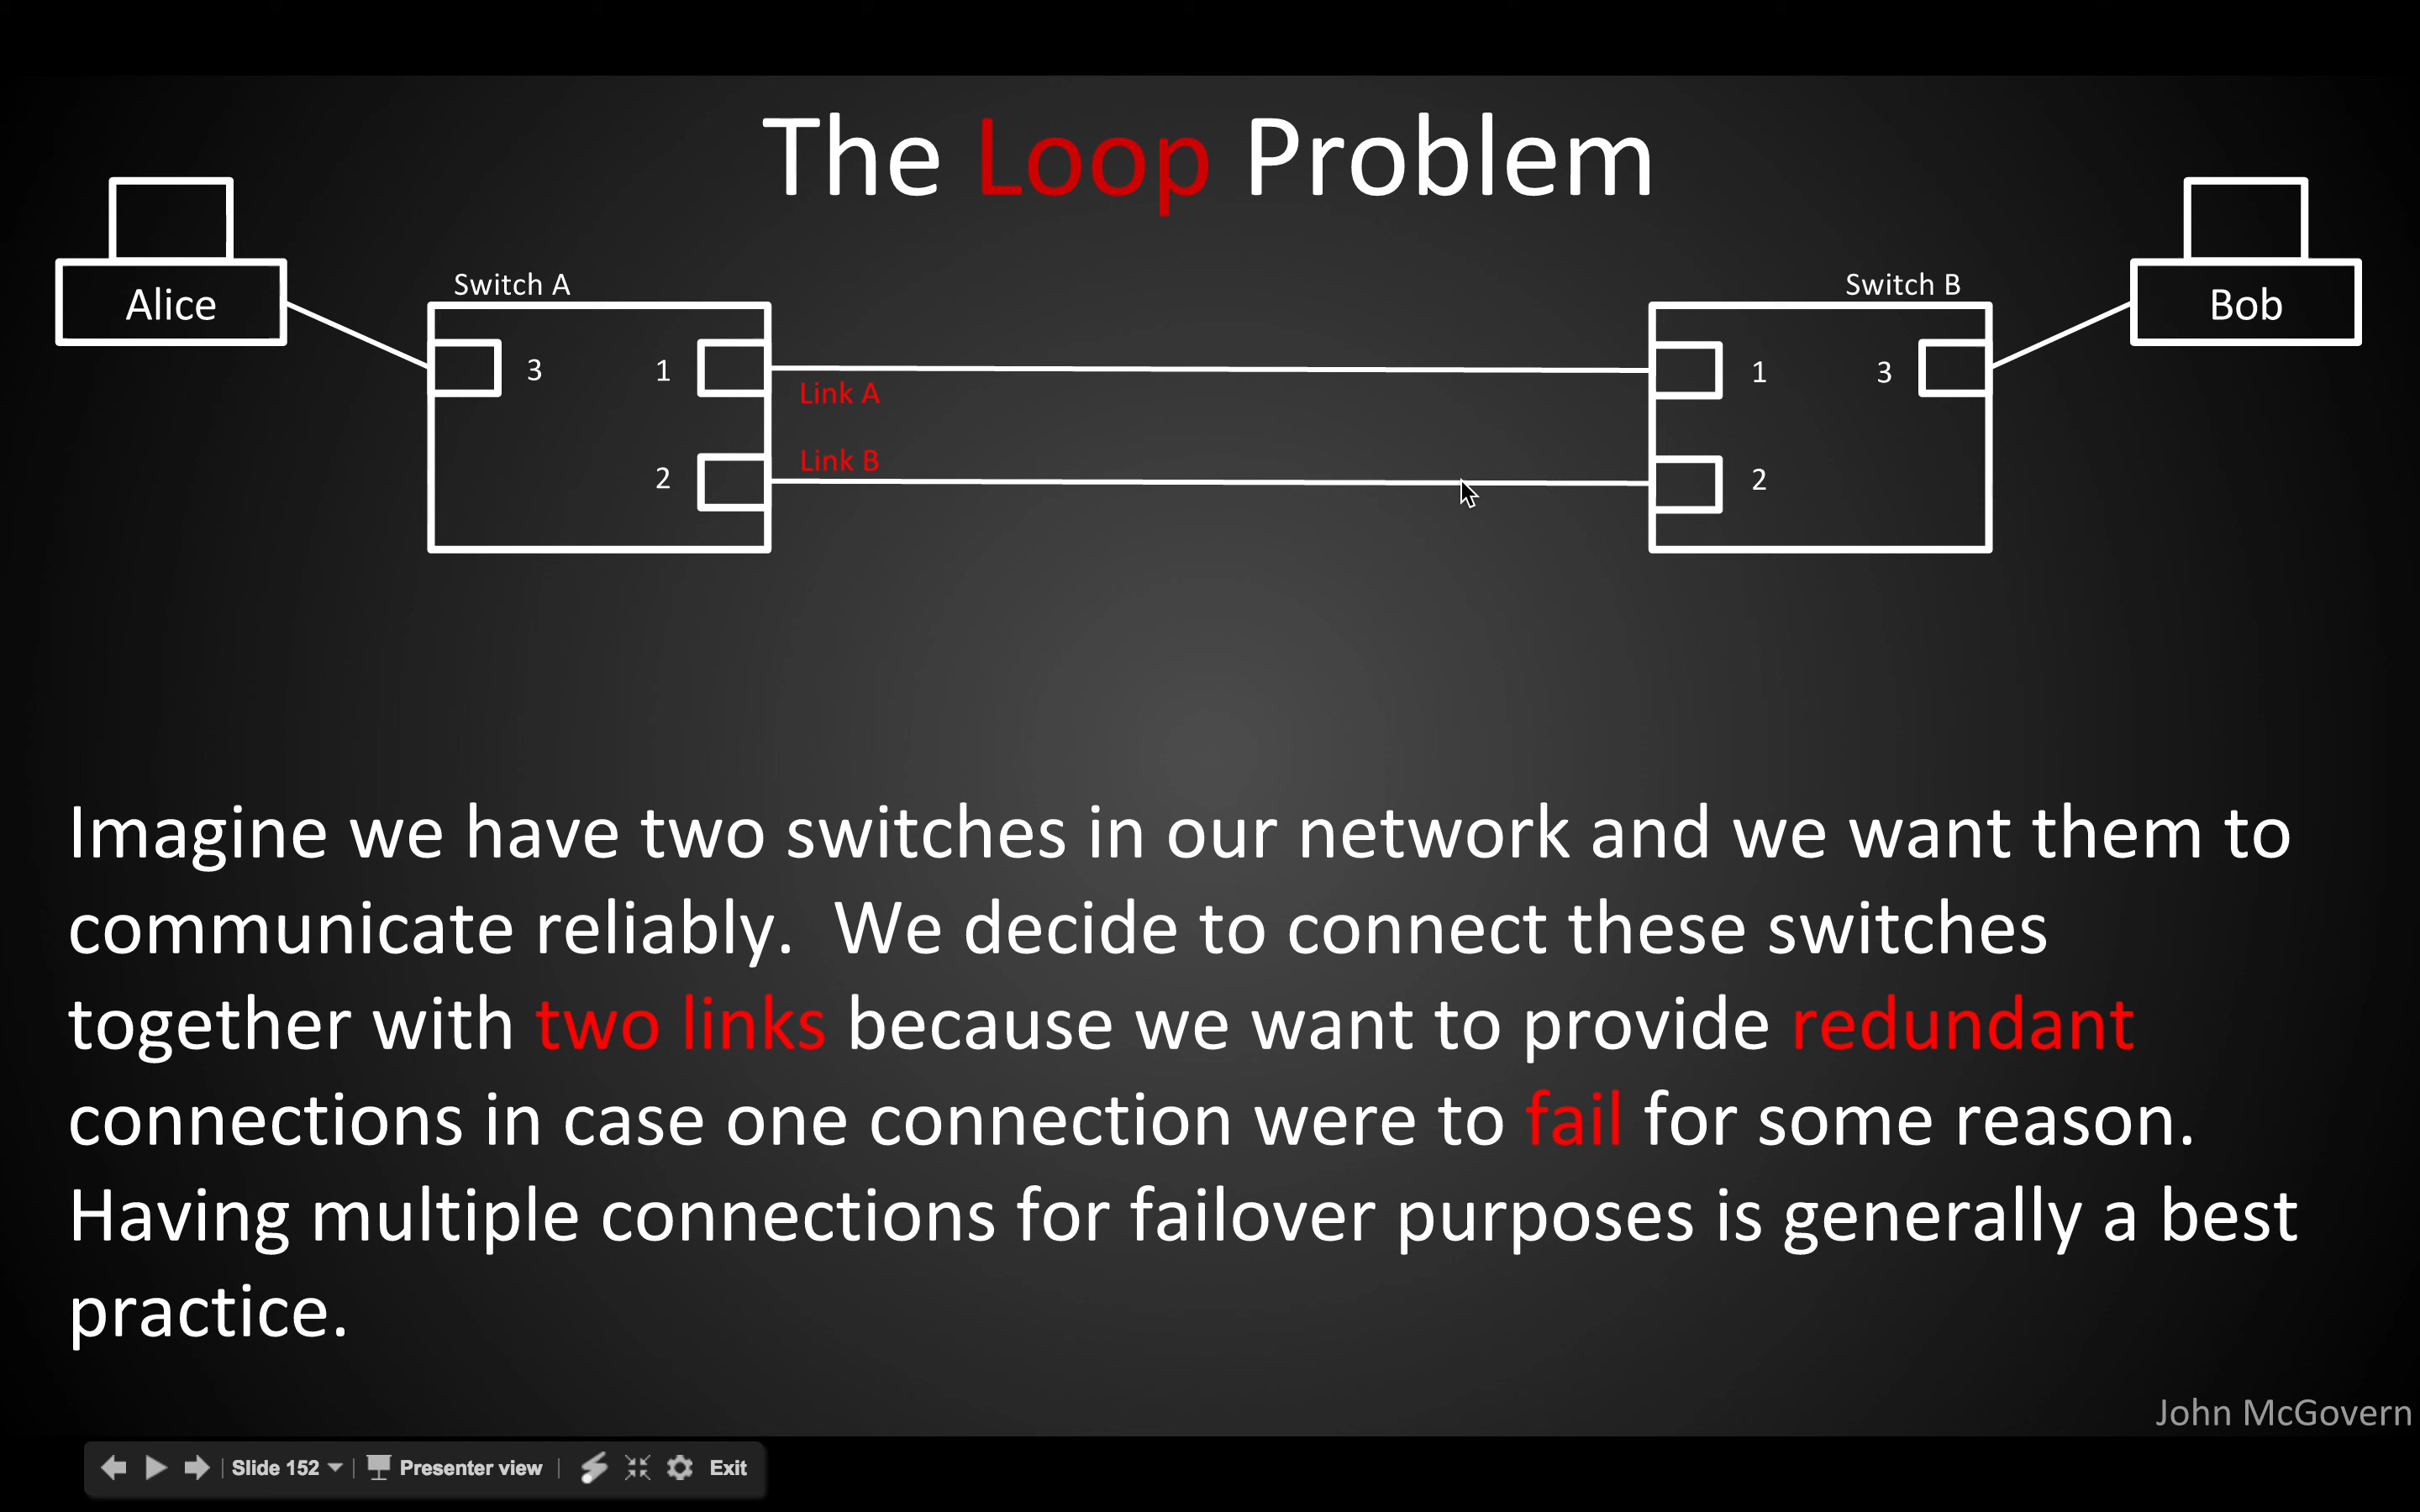 The Loop Problem
Alice
Switch A
3
1
2
Link A
Link B
Switch B
1
3
2
Bob
Imagine we have two switches in our network and we want them to
communicate reliably.  We decide to connect these switches
together with two links because we want to provide redundant
connections in case one connection were to fail for some reason.
Having multiple connections for failover purposes is generally a best
practice.
John McGovern
Slide 152
Presenter view
Exit